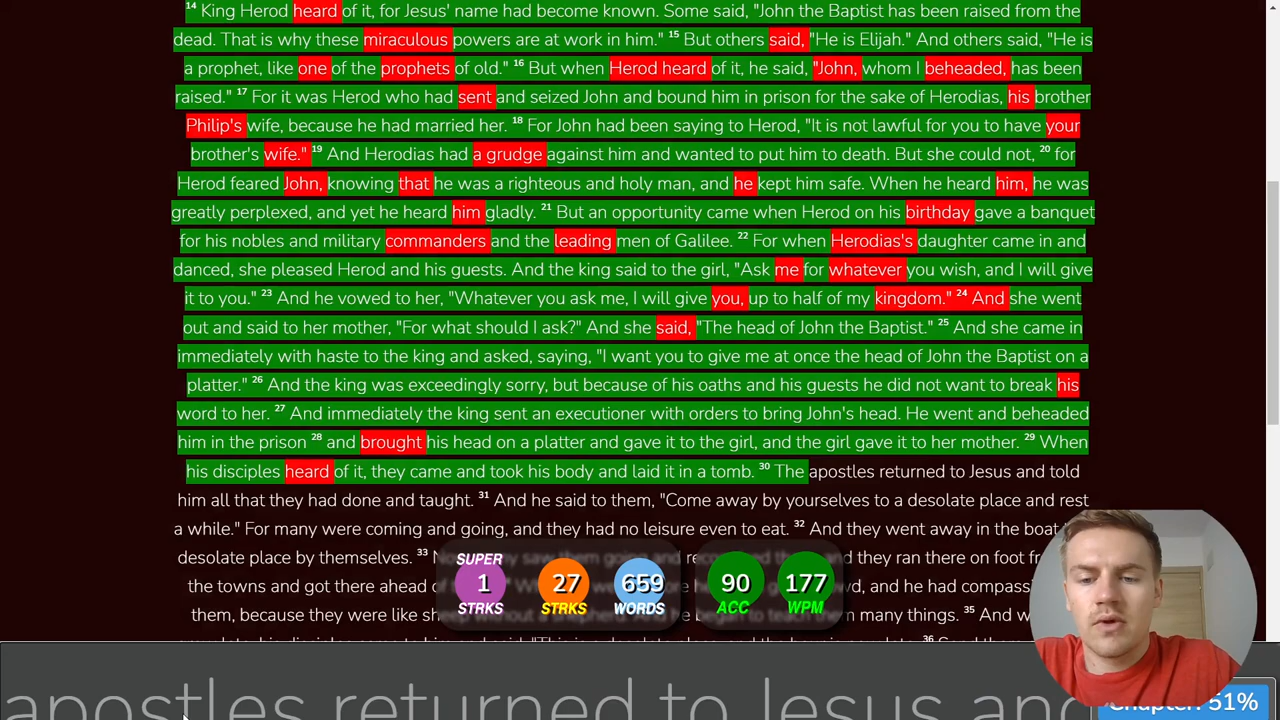 14 King Herod heard of it, for Jesus' name had become known. Some said, "John the Baptist has been raised from the
dead. That is why these miraculous powers are at work in him." 15 But others said, "He is Elijah." And others said, "He is
a prophet, like one of the prophets of old." 16 But when Herod heard of it, he said, "John, whom I beheaded, has been
raised." 17 For it was Herod who had sent and seized John and bound him in prison for the sake of Herodias, his brother
Philip's wife, because he had married her. 18 For John had been saying to Herod, "It is not lawful for you to have your
brother's wife." 19 And Herodias had a grudge against him and wanted to put him to death. But she could not, 20 for
Herod feared John, knowing that he was a righteous and holy man, and he kept him safe. When he heard him, he was
greatly perplexed, and yet he heard him gladly. 21 But an opportunity came when Herod on his birthday gave a banquet
for his nobles and military commanders and the leading men of Galilee. 22 For when Herodias's daughter came in and
danced, she pleased Herod and his guests. And the king said to the girl, "Ask me for whatever you wish, and I will give
it to you." 23 And he vowed to her, "Whatever you ask me, I will give you, up to half of my kingdom." 24 And she went
out and said to her mother, "For what should I ask?" And she said, "The head of John the Baptist." 25 And she came in
immediately with haste to the king and asked, saying, "I want you to give me at once the head of John the Baptist on a
platter." 26 And the king was exceedingly sorry, but because of his oaths and his guests he did not want to break his
word to her. 27 And immediately the king sent an executioner with orders to bring John's head. He went and beheaded
him in the prison 28 and brought his head on a platter and gave it to the girl, and the girl gave it to her mother. 29 When
his disciples heard of it, they came and took his body and laid it in a tomb. 30 The apostles returned to Jesus and told
him all that they had done and taught. 31 And he said to them, "Come away by yourselves to a desolate place and rest
a while." For many were coming and going, and they had no leisure even to eat. 32 And they went away in the boat
desolate place by themselves. 33 saw them going and and they ran there on foot
the towns and got there ahead and he had
them, because they were like began to teach them many things. 35 And
36
SUPER
1 27 659 90 177
STRKS STRKS WORDS ACC WPM
apostles returned to Jesus and
Chapter: 51%